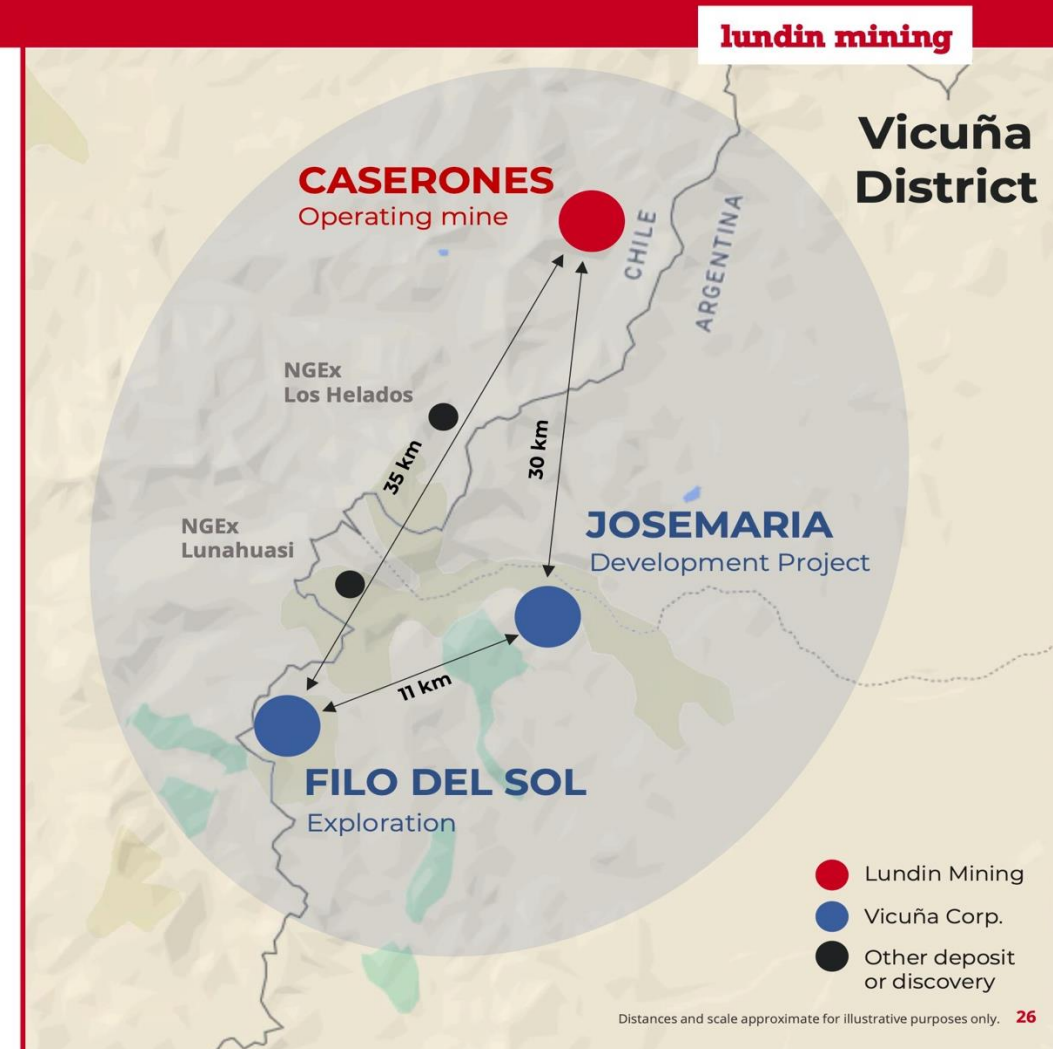 lundin mining
Vicuña
District
CASERONES
Operating mine
CHILE
ARGENTINA
NGEx
Los Helados
35 km
30 km
NGEx
Lunahuasi
JOSEMARIA
Development Project
11 km
FILO DEL SOL
Exploration
Lundin Mining
Vicuña Corp.
Other deposit
or discovery
Distances and scale approximate for illustrative purposes only. 26